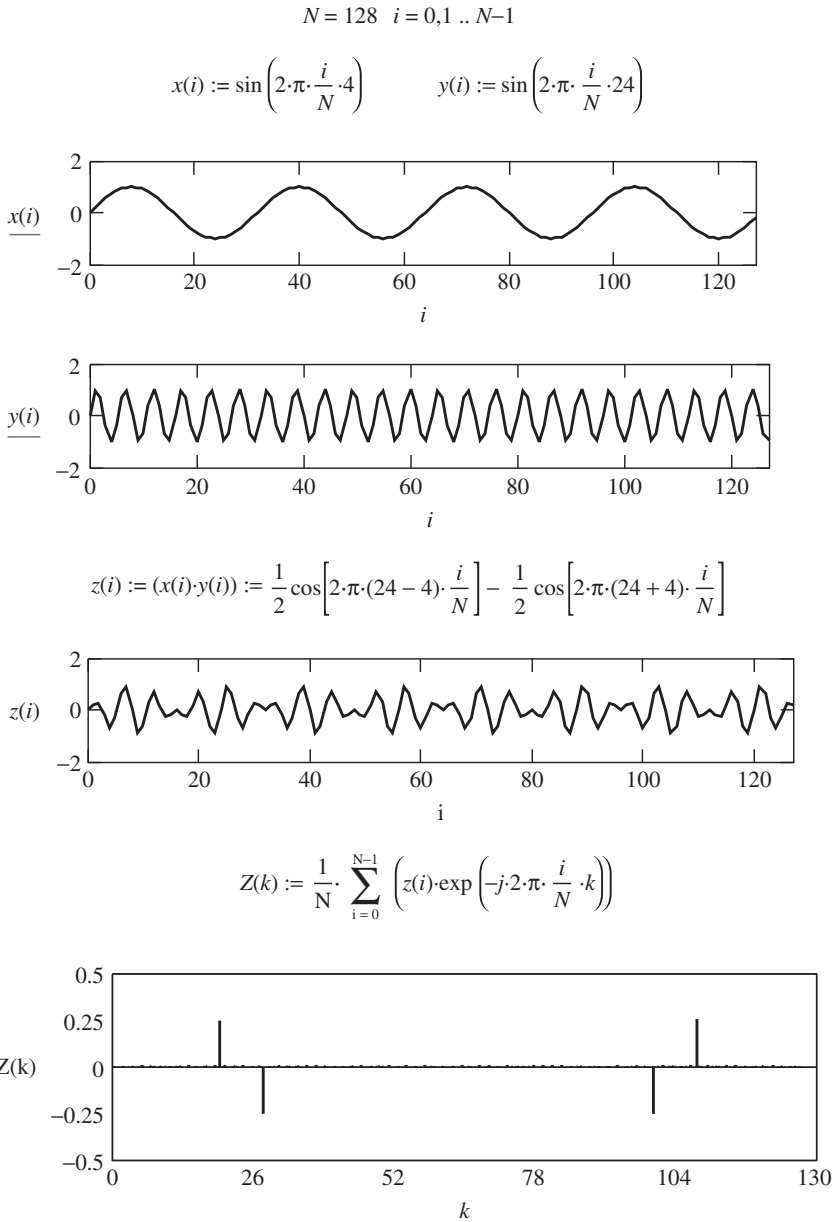 N = 128 i = 0,1 .. N–1
x(i) := sin(2·π·i/N·4) y(i) := sin(2·π·i/N·24)
2
x(i) 0
–2
0 20 40 60 80 100 120
i
2
y(i) 0
–2
0 20 40 60 80 100 120
i
z(i) := (x(i)·y(i)) := 1/2 cos[2·π·(24 – 4)·i/N] – 1/2 cos[2·π·(24 + 4)·i/N]
2
z(i) 0
–2
0 20 40 60 80 100 120
i
Z(k) := 1/N · ∑ i = 0 N–1 (z(i)·exp(–j·2·π·i/N·k))
0.5
0.25
Z(k) 0
–0.25
–0.5
0 26 52 78 104 130
k